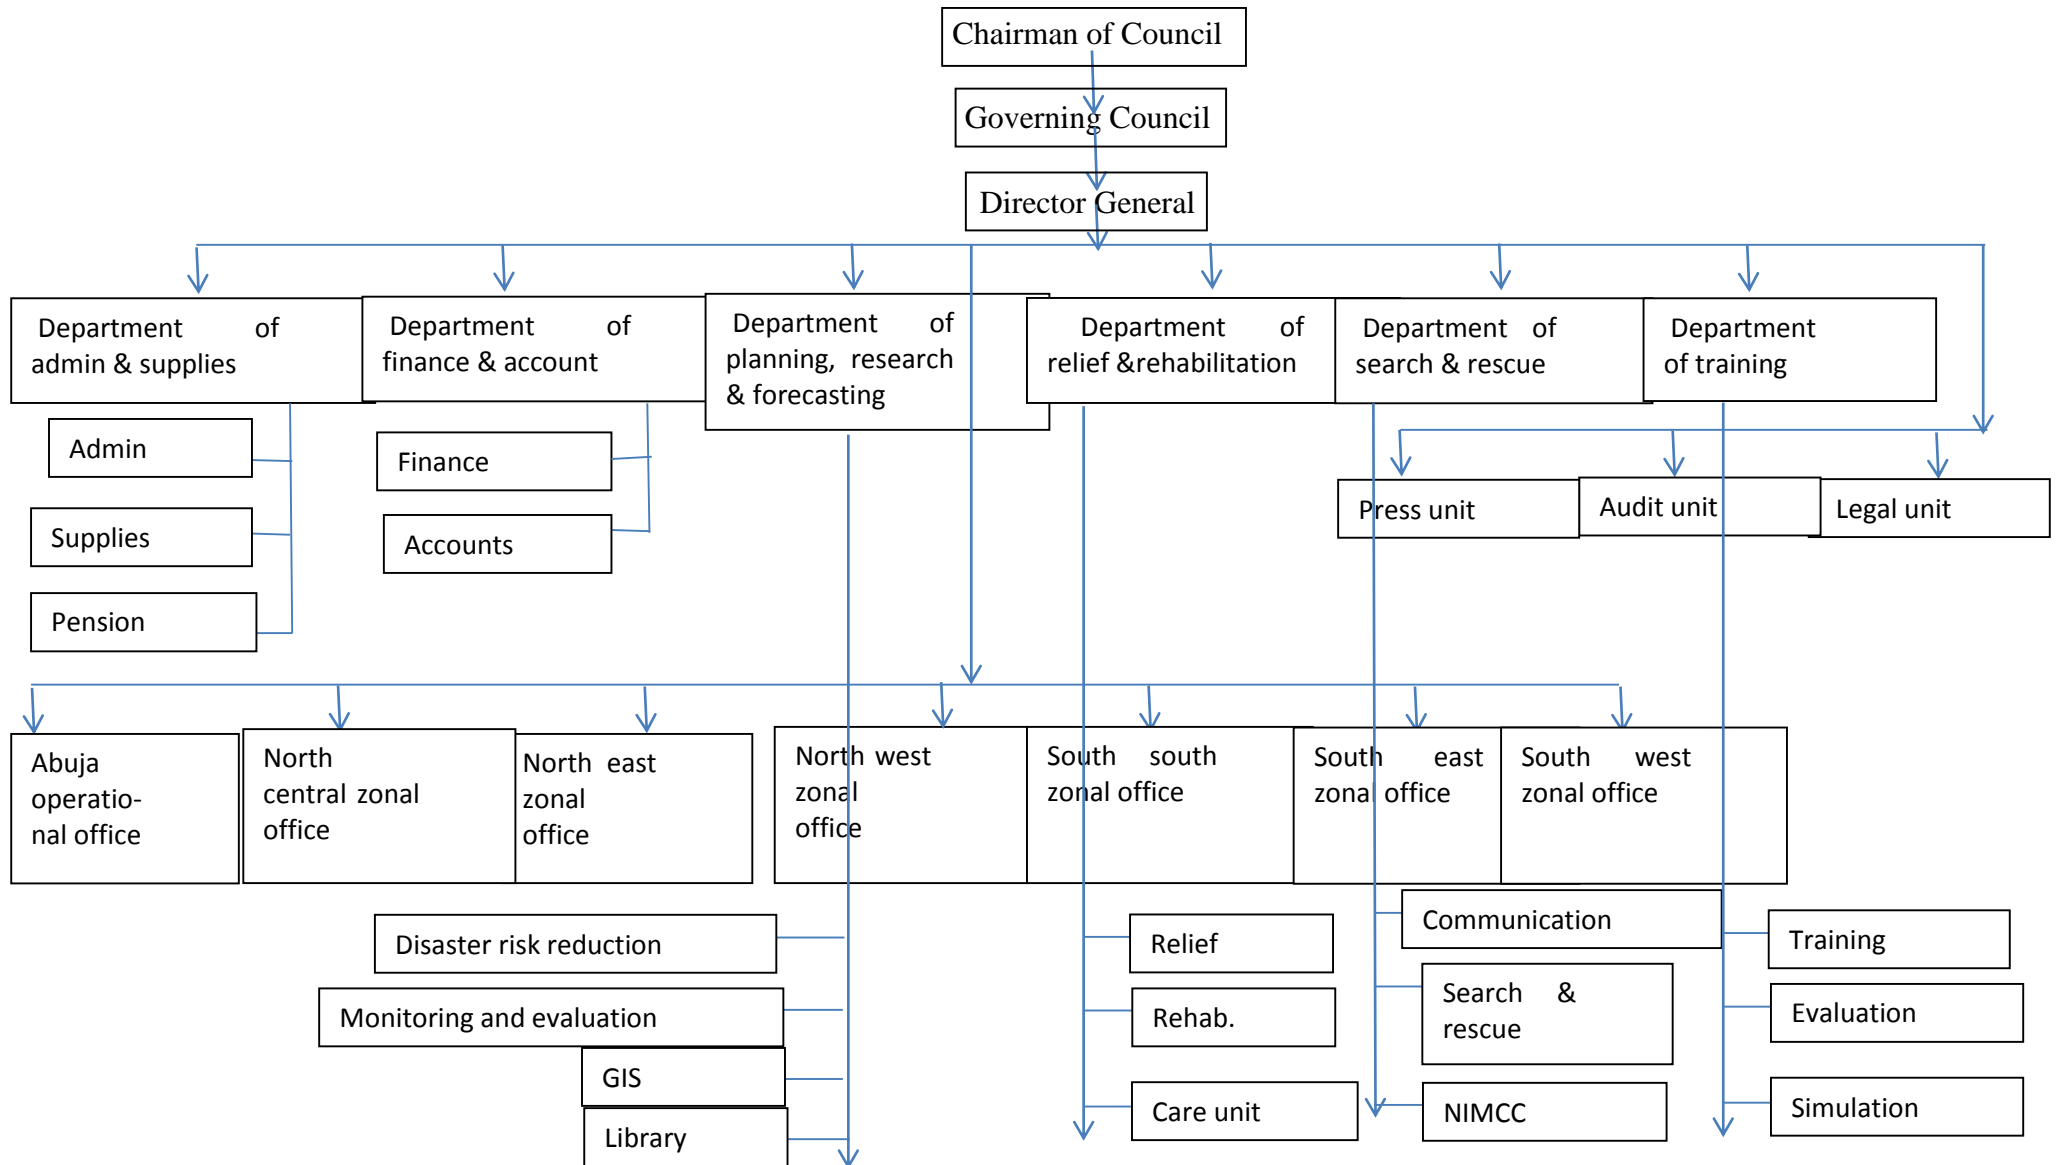 Chairman of Council
Governing Council
Director General
Department of
admin & supplies
Department of
finance & account
Department of
planning, research
& forecasting
Department of
relief &rehabilitation
Department of
search & rescue
Department
of training
Admin
Supplies
Pension
Finance
Accounts
Press unit
Audit unit
Legal unit
Abuja
operatio-
nal office
North
central zonal
office
North east
zonal
office
North west
zonal
office
South south
zonal office
South east
zonal office
South west
zonal office
Disaster risk reduction
Monitoring and evaluation
GIS
Library
Relief
Rehab.
Care unit
Communication
Search &
rescue
NIMCC
Training
Evaluation
Simulation